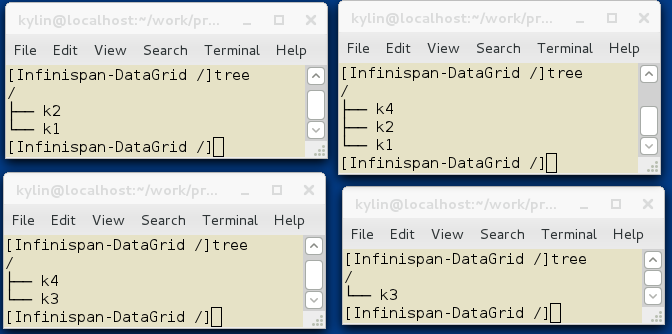 kylin@localhost:~/work/pr...
File Edit View Search Terminal Help
[Infinispan-DataGrid /]tree
/
├── k2
└── k1
[Infinispan-DataGrid /]
kylin@localhost:~/work/pr...
File Edit View Search Terminal Help
[Infinispan-DataGrid /]tree
/
├── k4
├── k2
└── k1
[Infinispan-DataGrid /]
kylin@localhost:~/work/pr...
File Edit View Search Terminal Help
[Infinispan-DataGrid /]tree
/
├── k4
└── k3
[Infinispan-DataGrid /]
kylin@localhost:~/work/pr...
File Edit View Search Terminal Help
[Infinispan-DataGrid /]tree
/
└── k3
[Infinispan-DataGrid /]